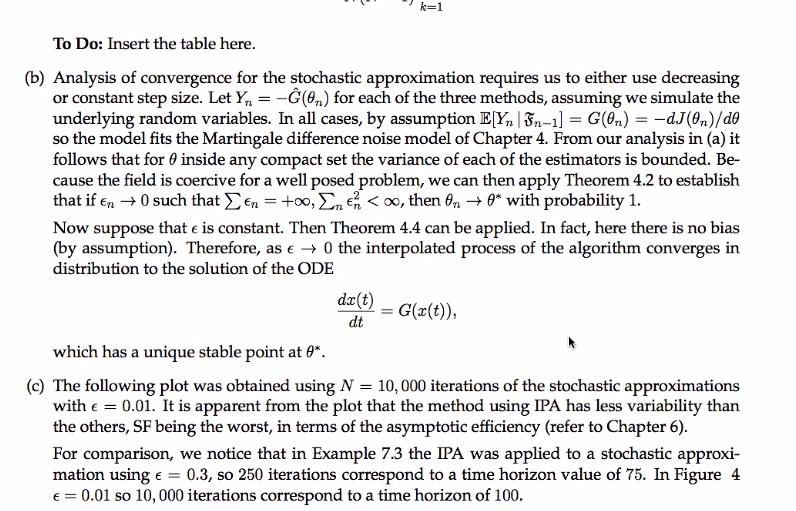 k=1
To Do: Insert the table here.
(b) Analysis of convergence for the stochastic approximation requires us to either use decreasing
or constant step size. Let Yₙ = −Ĝ(θₙ) for each of the three methods, assuming we simulate the
underlying random variables. In all cases, by assumption 𝔼[Yₙ | 𝔉ₙ₋₁] = G(θₙ) = −dJ(θₙ)/dθ
so the model fits the Martingale difference noise model of Chapter 4. From our analysis in (a) it
follows that for θ inside any compact set the variance of each of the estimators is bounded. Be-
cause the field is coercive for a well posed problem, we can then apply Theorem 4.2 to establish
that if ϵₙ → 0 such that ∑ ϵₙ = +∞, ∑ₙ ϵₙ² < ∞, then θₙ → θ* with probability 1.
Now suppose that ϵ is constant. Then Theorem 4.4 can be applied. In fact, here there is no bias
(by assumption). Therefore, as ϵ → 0 the interpolated process of the algorithm converges in
distribution to the solution of the ODE
dx(t)/dt = G(x(t)),
which has a unique stable point at θ*.
(c) The following plot was obtained using N = 10,000 iterations of the stochastic approximations
with ϵ = 0.01. It is apparent from the plot that the method using IPA has less variability than
the others, SF being the worst, in terms of the asymptotic efficiency (refer to Chapter 6).
For comparison, we notice that in Example 7.3 the IPA was applied to a stochastic approxi-
mation using ϵ = 0.3, so 250 iterations correspond to a time horizon value of 75. In Figure 4
ϵ = 0.01 so 10,000 iterations correspond to a time horizon of 100.